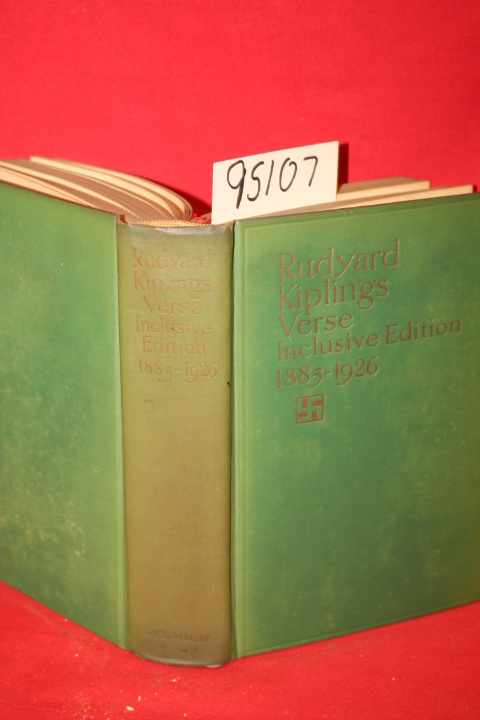 95107
Rudyard
Kipling's
Verse
Inclusive
Edition
1885-1926
Rudyard
Kipling's
Verse
Inclusive Edition
1885-1926